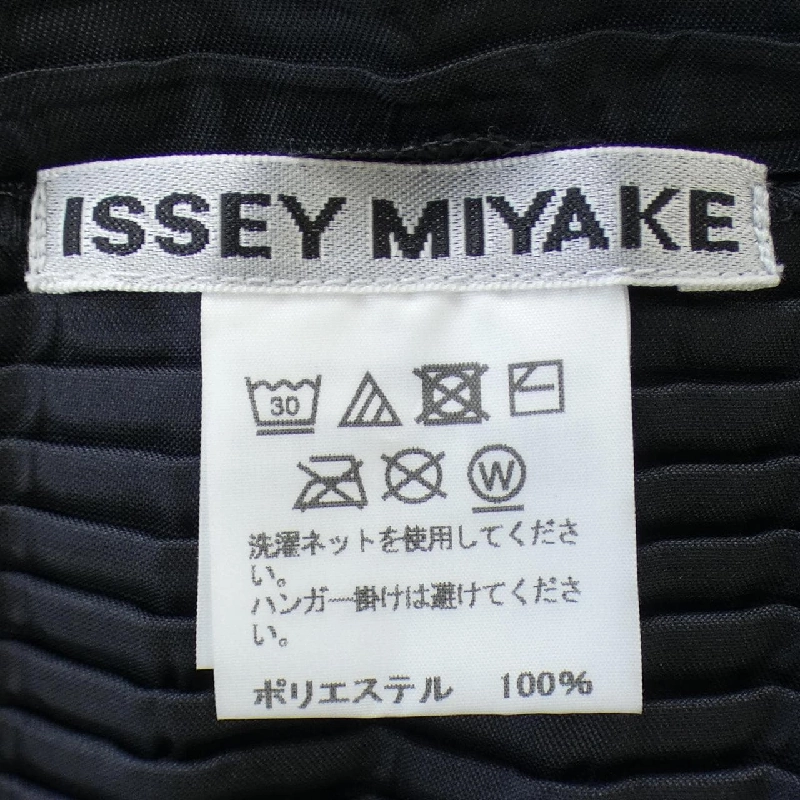 ISSEY MIYAKE
30
W
洗濯ネットを使用してくださ
い。
ハンガー掛けは避けてくださ
い。
ポリエステル 100%